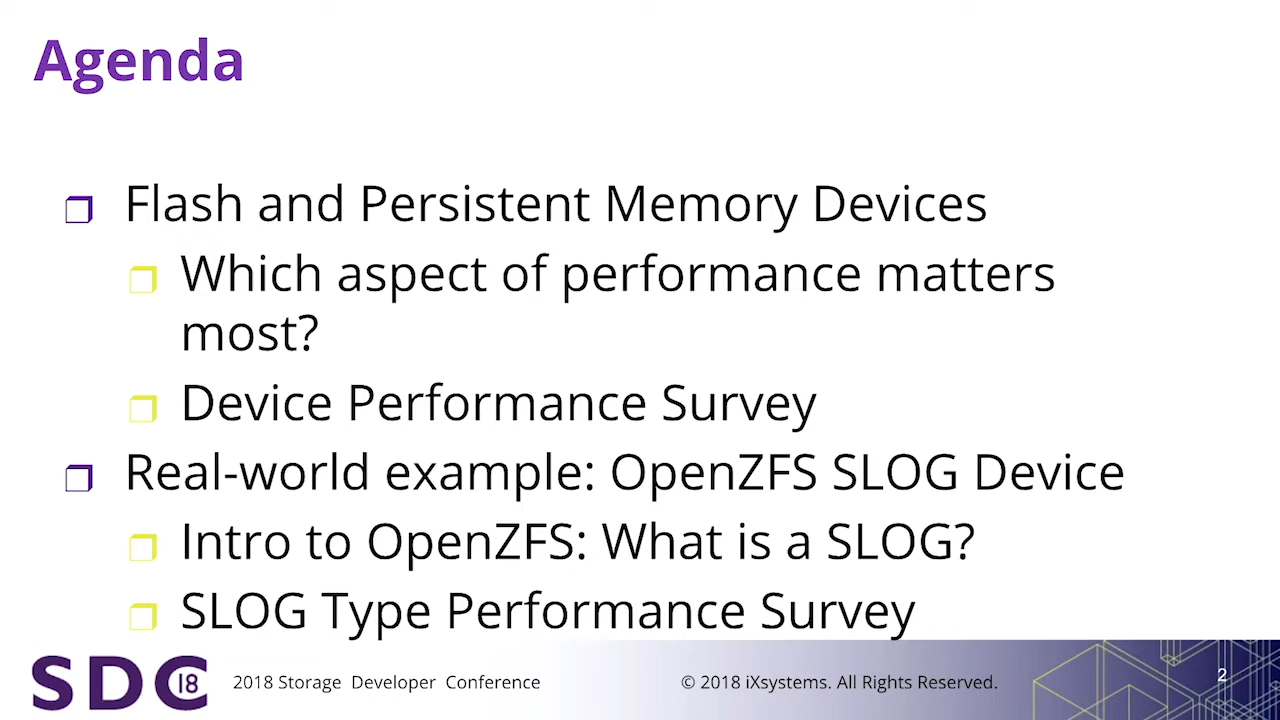 Agenda
Flash and Persistent Memory Devices
Which aspect of performance matters
most?
Device Performance Survey
Real-world example: OpenZFS SLOG Device
Intro to OpenZFS: What is a SLOG?
SLOG Type Performance Survey
SDC 18
2018 Storage Developer Conference
© 2018 iXsystems. All Rights Reserved.
2